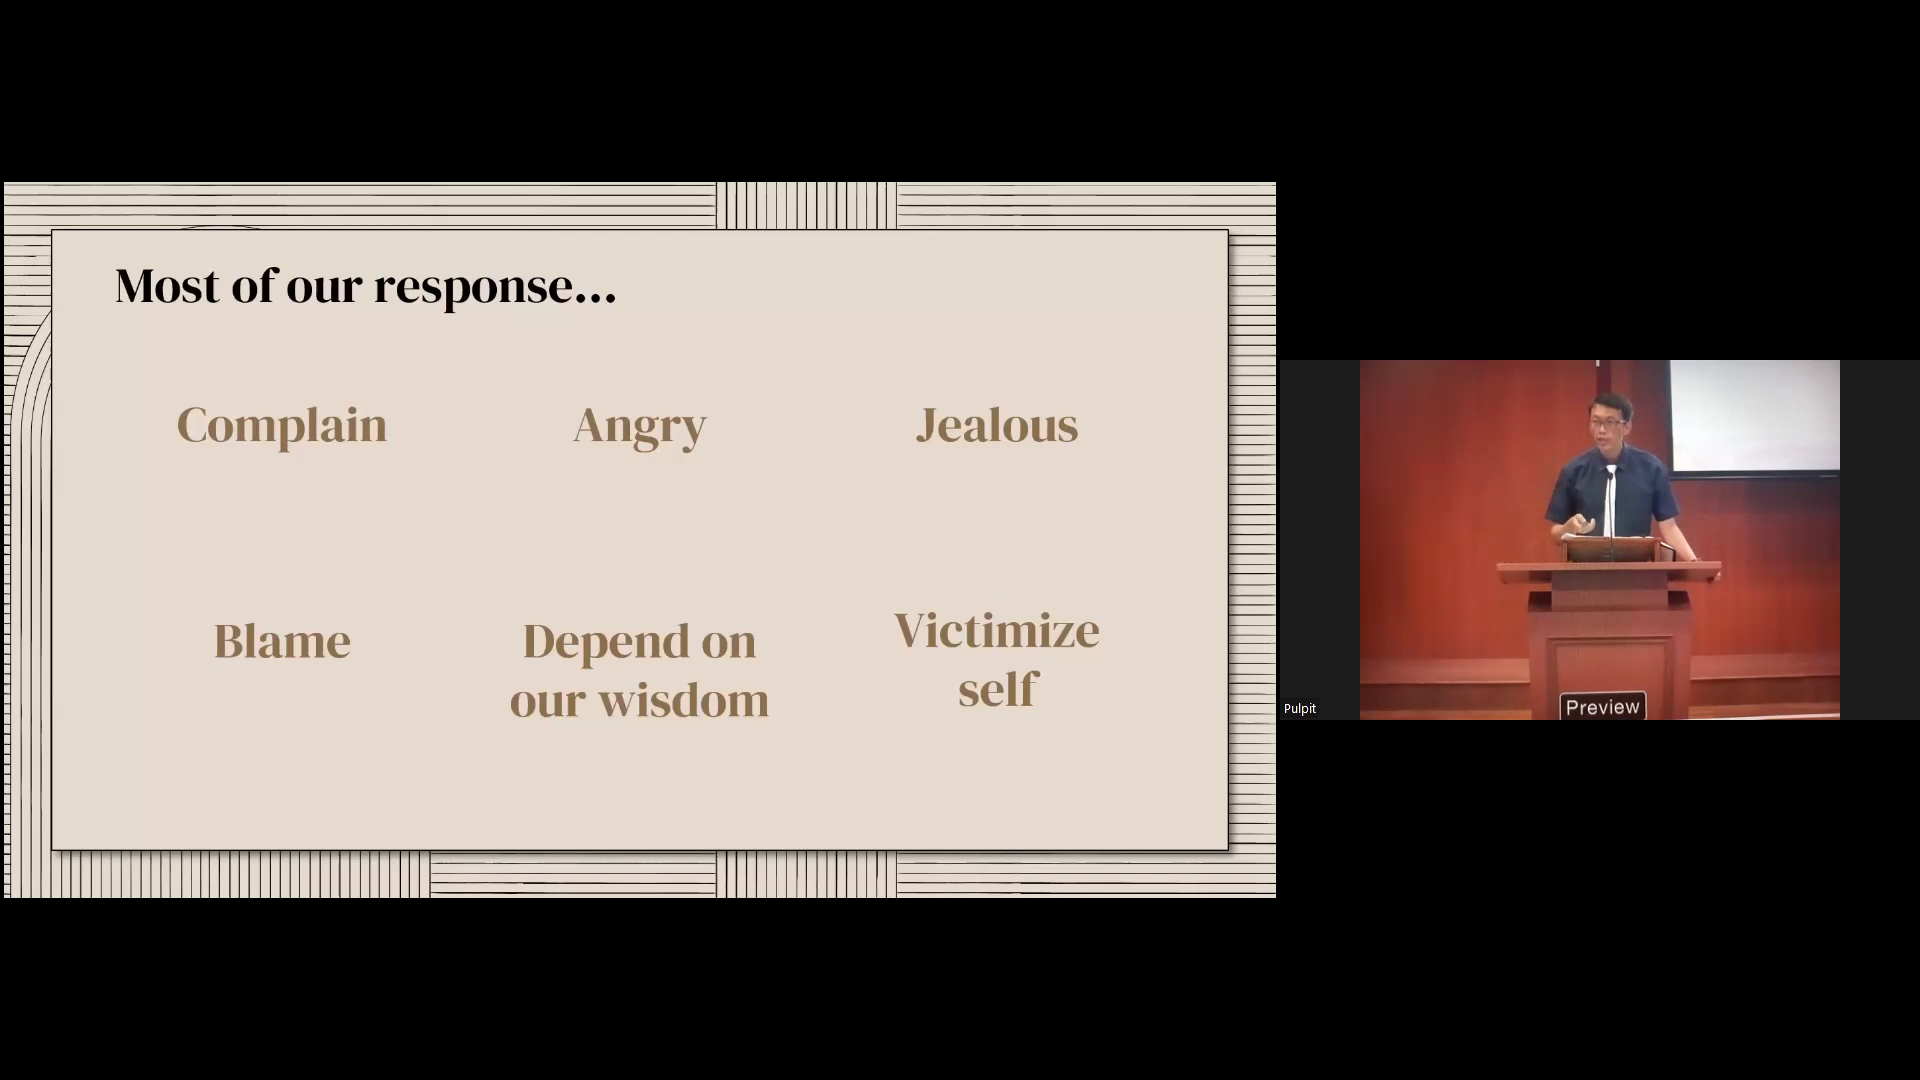 Most of our response...
Complain
Angry
Jealous
Blame
Depend on
our wisdom
Victimize
self
Pulpit
Preview